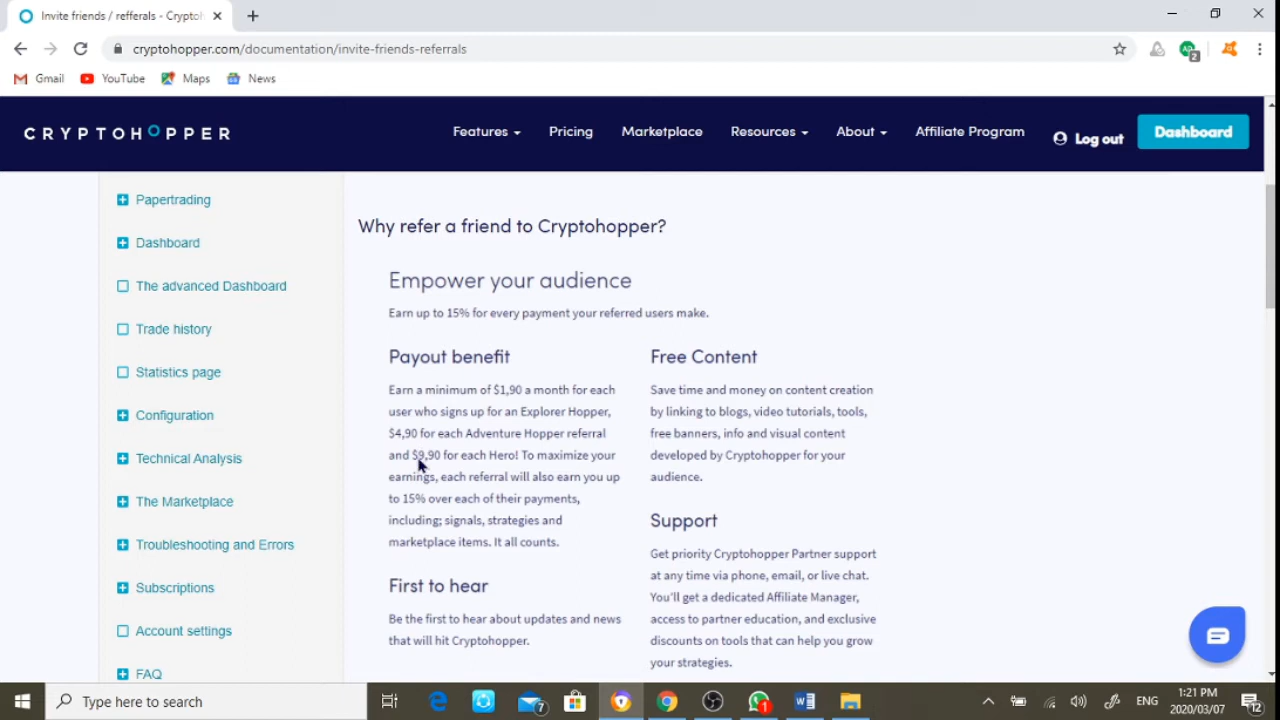 Invite friends / refferals - Crypto
cryptohopper.com/documentation/invite-friends-referrals
2
Gmail
YouTube
Maps
News
CRYPTOHOPPER
Features
Pricing
Marketplace
Resources
About
Affiliate Program
Log out
Dashboard
Papertrading
Dashboard
The advanced Dashboard
Trade history
Statistics page
Configuration
Technical Analysis
The Marketplace
Troubleshooting and Errors
Subscriptions
Account settings
FAQ
Why refer a friend to Cryptohopper?
Empower your audience
Earn up to 15% for every payment your referred users make.
Payout benefit
Earn a minimum of $1,90 a month for each
user who signs up for an Explorer Hopper,
$4,90 for each Adventure Hopper referral
and $9,90 for each Hero! To maximize your
earnings, each referral will also earn you up
to 15% over each of their payments,
including; signals, strategies and
marketplace items. It all counts.
First to hear
Be the first to hear about updates and news
that will hit Cryptohopper.
Free Content
Save time and money on content creation
by linking to blogs, video tutorials, tools,
free banners, info and visual content
developed by Cryptohopper for your
audience.
Support
Get priority Cryptohopper Partner support
at any time via phone, email, or live chat.
You'll get a dedicated Affiliate Manager,
access to partner education, and exclusive
discounts on tools that can help you grow
your strategies.
Type here to search
7
1
ENG
1:21 PM
2020/03/07
12